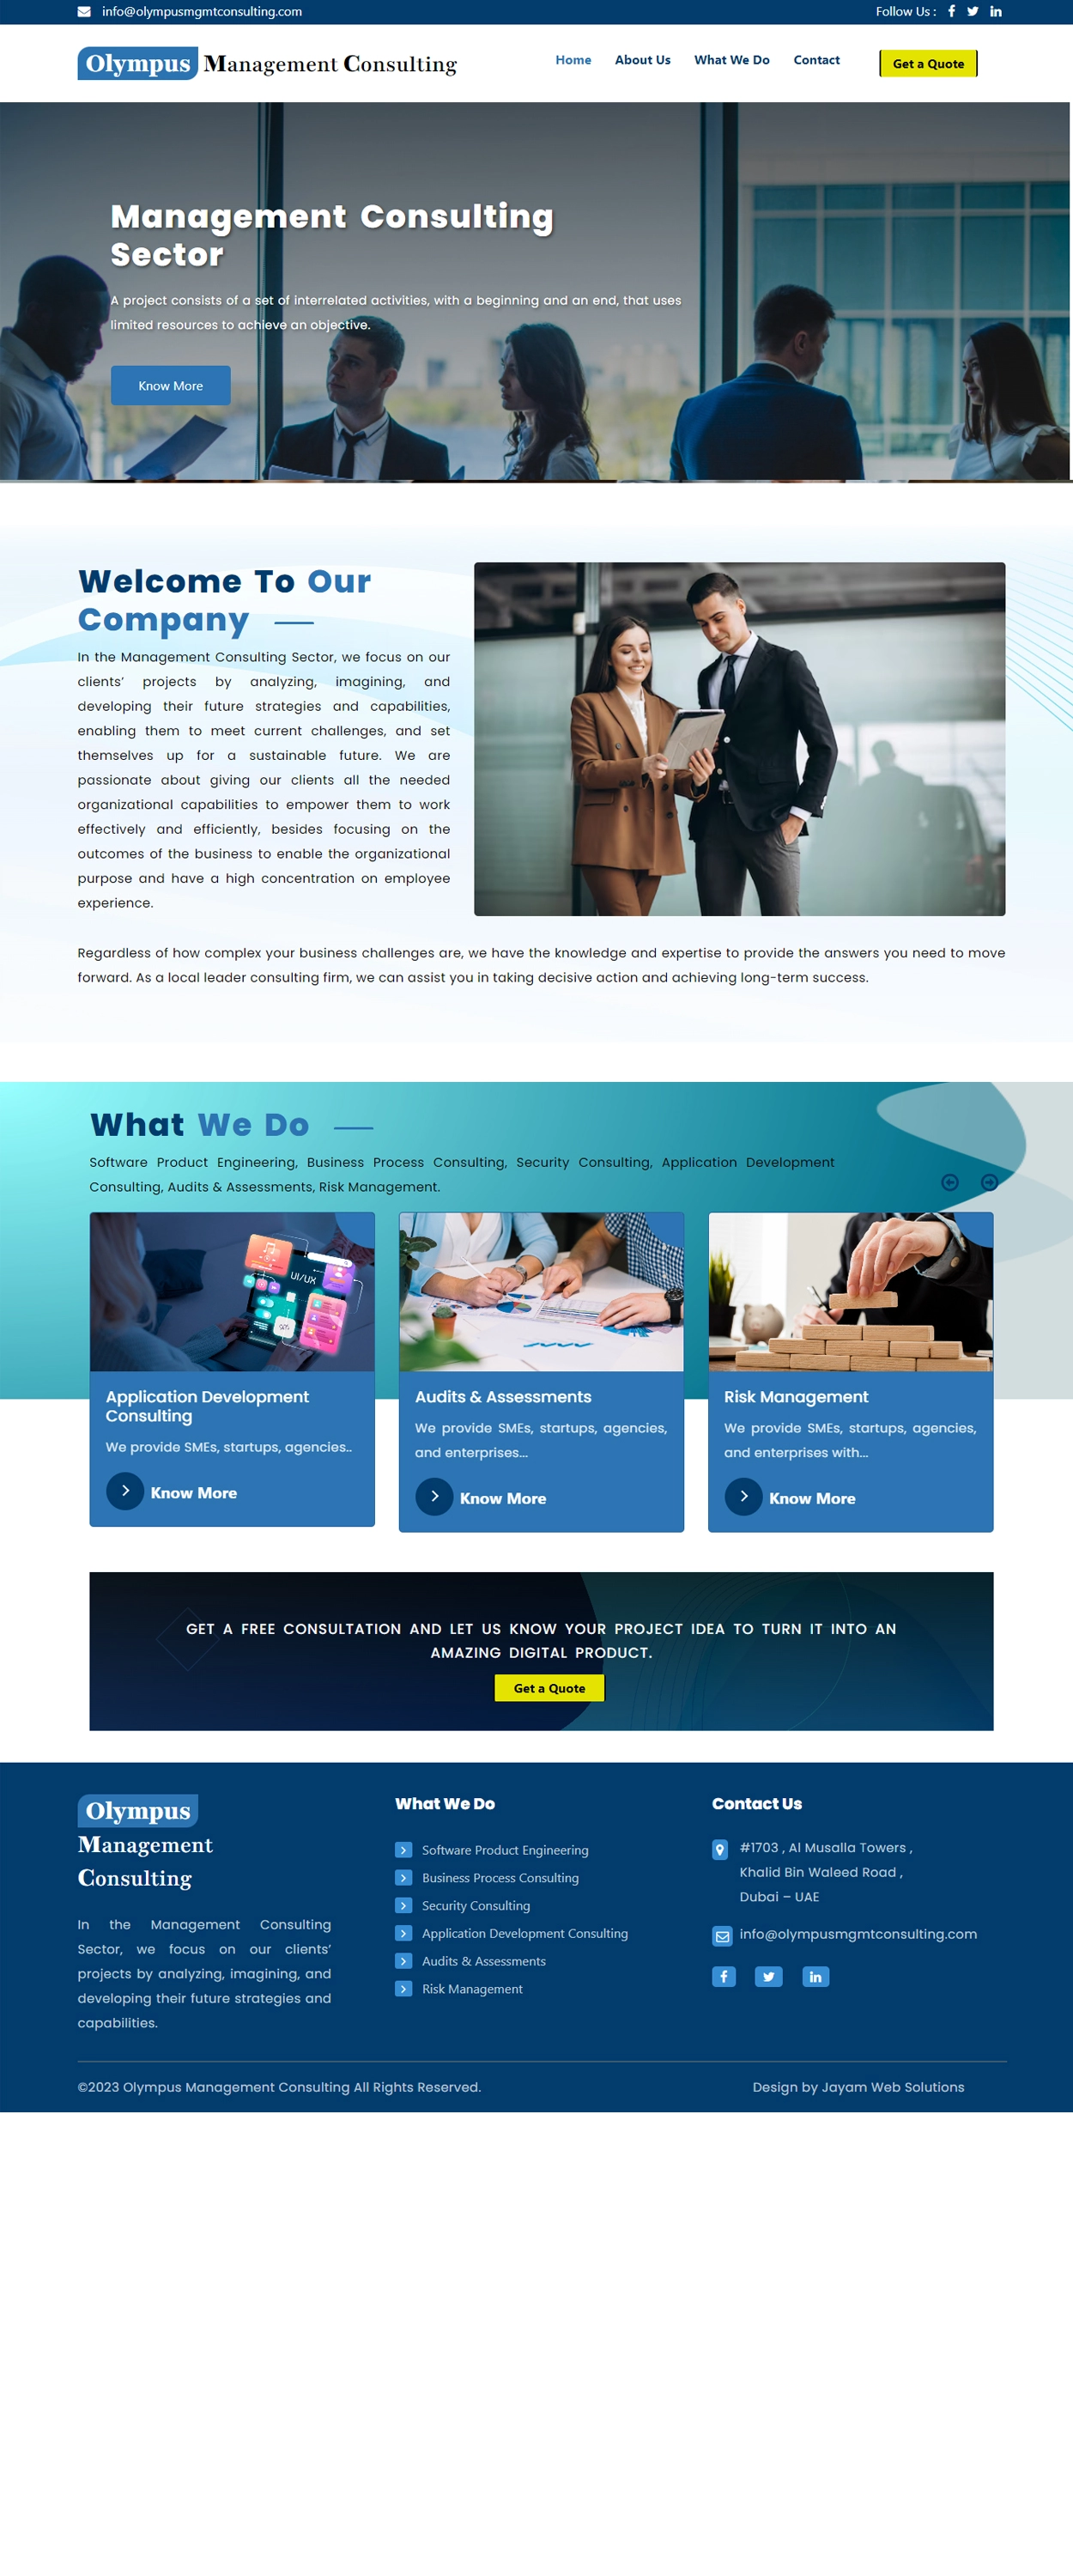 info@olympusmgmtconsulting.com
Follow Us :
Olympus Management Consulting
Home
About Us
What We Do
Contact
Get a Quote
Management Consulting
Sector
A project consists of a set of interrelated activities, with a beginning and an end, that uses
limited resources to achieve an objective.
Know More
Welcome To Our
Company
In the Management Consulting Sector, we focus on our
clients’ projects by analyzing, imagining, and
developing their future strategies and capabilities,
enabling them to meet current challenges, and set
themselves up for a sustainable future. We are
passionate about giving our clients all the needed
organizational capabilities to empower them to work
effectively and efficiently, besides focusing on the
outcomes of the business to enable the organizational
purpose and have a high concentration on employee
experience.
Regardless of how complex your business challenges are, we have the knowledge and expertise to provide the answers you need to move
forward. As a local leader consulting firm, we can assist you in taking decisive action and achieving long-term success.
What We Do
Software Product Engineering, Business Process Consulting, Security Consulting, Application Development
Consulting, Audits & Assessments, Risk Management.
UI/UX
Application Development
Consulting
We provide SMEs, startups, agencies..
Know More
Audits & Assessments
We provide SMEs, startups, agencies,
and enterprises...
Know More
Risk Management
We provide SMEs, startups, agencies,
and enterprises with...
Know More
GET A FREE CONSULTATION AND LET US KNOW YOUR PROJECT IDEA TO TURN IT INTO AN
AMAZING DIGITAL PRODUCT.
Get a Quote
Olympus
Management
Consulting
In the Management Consulting
Sector, we focus on our clients’
projects by analyzing, imagining, and
developing their future strategies and
capabilities.
What We Do
Software Product Engineering
Business Process Consulting
Security Consulting
Application Development Consulting
Audits & Assessments
Risk Management
Contact Us
#1703 , Al Musalla Towers ,
Khalid Bin Waleed Road ,
Dubai – UAE
info@olympusmgmtconsulting.com
©2023 Olympus Management Consulting All Rights Reserved.
Design by Jayam Web Solutions